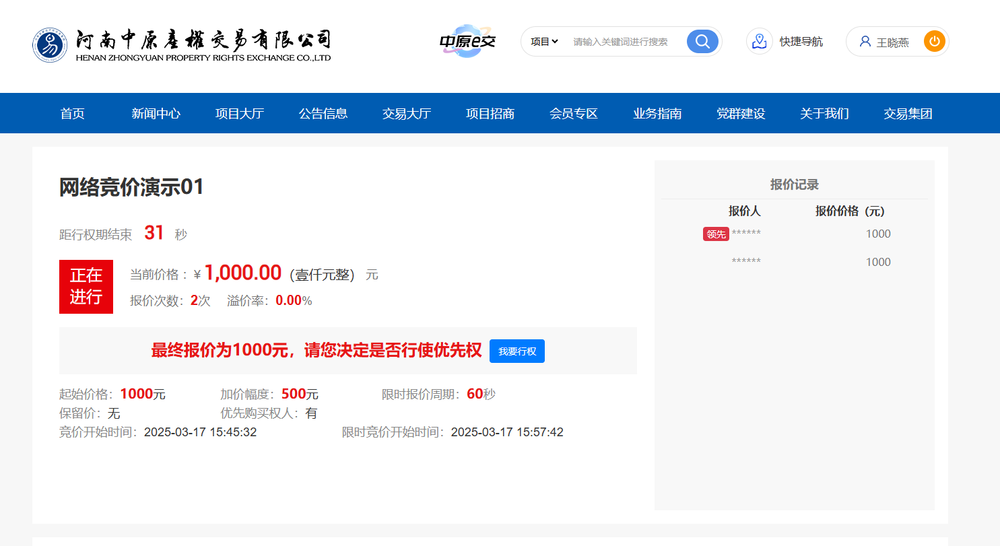 河南中原產權交易有限公司
HENAN ZHONGYUAN PROPERTY RIGHTS EXCHANGE CO.,LTD
中原e交
项目
请输入关键词进行搜索
快捷导航
王晓燕
首页 新闻中心 项目大厅 公告信息 交易大厅 项目招商 会员专区 业务指南 党群建设 关于我们 交易集团
网络竞价演示01
距行权期结束 31 秒
正在
进行
当前价格：¥ 1,000.00 (壹仟元整) 元
报价次数：2次 溢价率：0.00%
最终报价为1000元，请您决定是否行使优先权 我要行权
起始价格：1000元 加价幅度：500元 限时报价周期：60秒
保留价：无 优先购买权人：有
竞价开始时间：2025-03-17 15:45:32 限时竞价开始时间：2025-03-17 15:57:42
报价记录
报价人 报价价格（元）
领先 ****** 1000
****** 1000